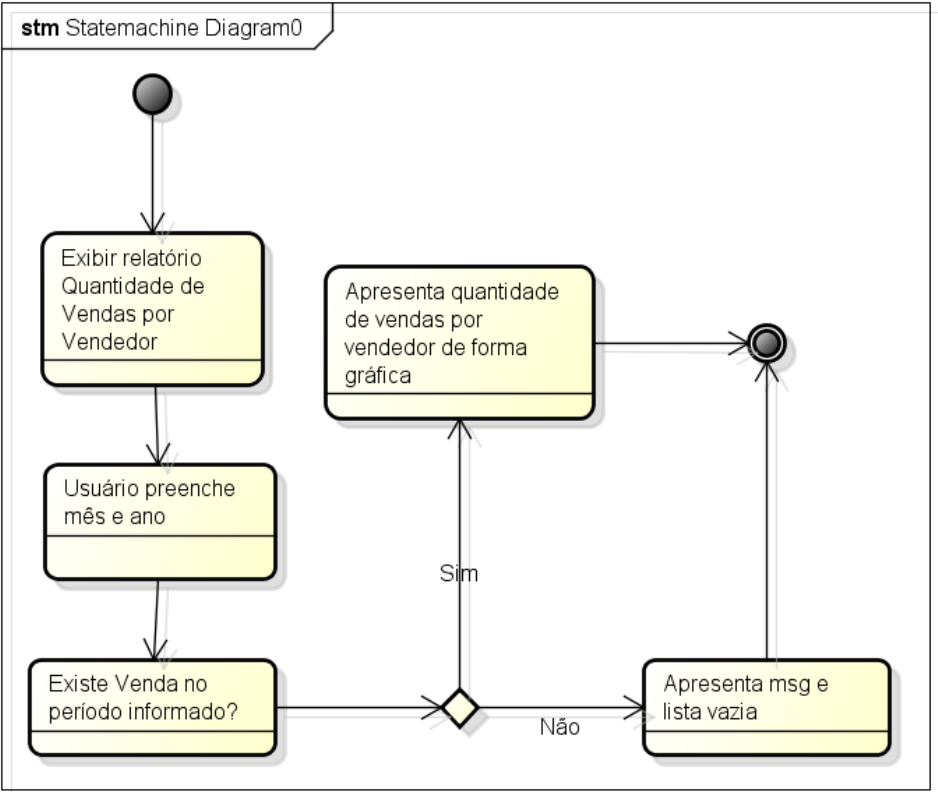 stm Statemachine Diagram0
Exibir relatório
Quantidade de
Vendas por
Vendedor
Apresenta quantidade
de vendas por
vendedor de forma
gráfica
Usuário preenche
mês e ano
Sim
Existe Venda no
período informado?
Não
Apresenta msg e
lista vazia